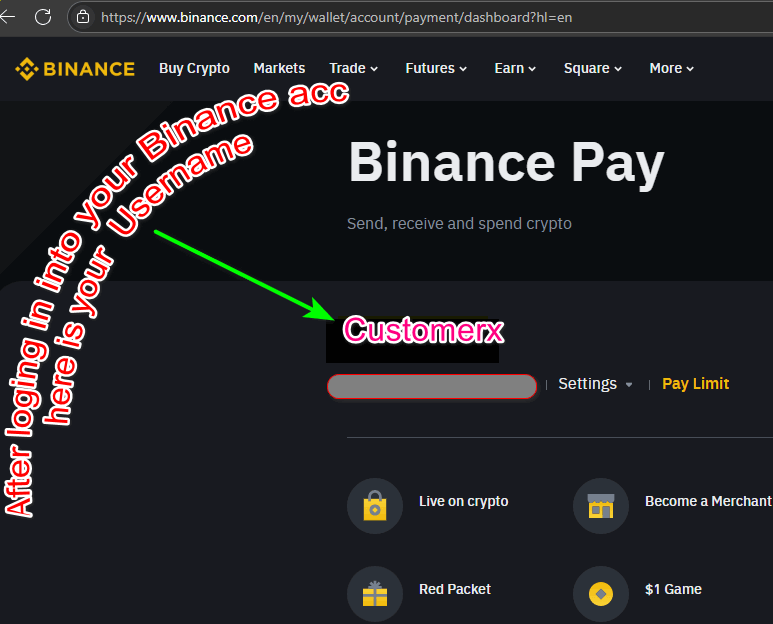 https://www.binance.com/en/my/wallet/account/payment/dashboard?hl=en
BINANCE Buy Crypto Markets Trade Futures Earn Square More
After loging in into your Binance acc
here is your Username
Binance Pay
Send, receive and spend crypto
Customerx
Settings Pay Limit
Live on crypto Become a Merchant
Red Packet $1 Game